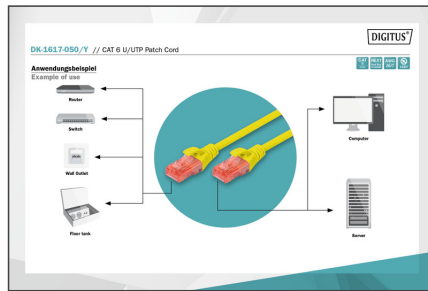 DIGITUS®
DK-1617-050/Y // CAT 6 U/UTP Patch Cord
Anwendungsbeispiel
Example of use
Router
Switch
Wall Outlet
Floor tank
Computer
Server